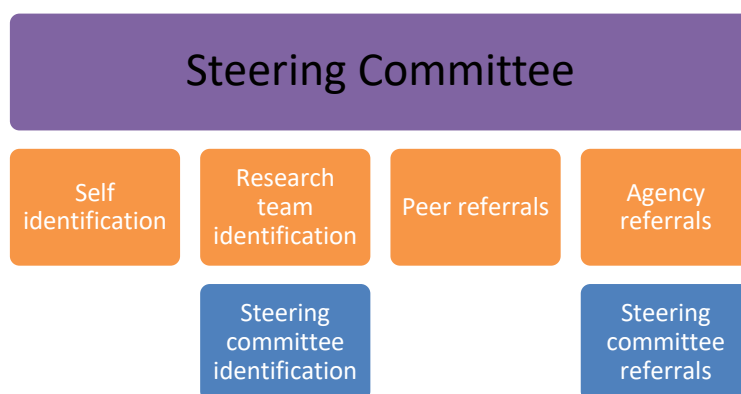 Steering Committee
Self
identification
Research
team
identification
Peer referrals
Agency
referrals
Steering
committee
identification
Steering
committee
referrals